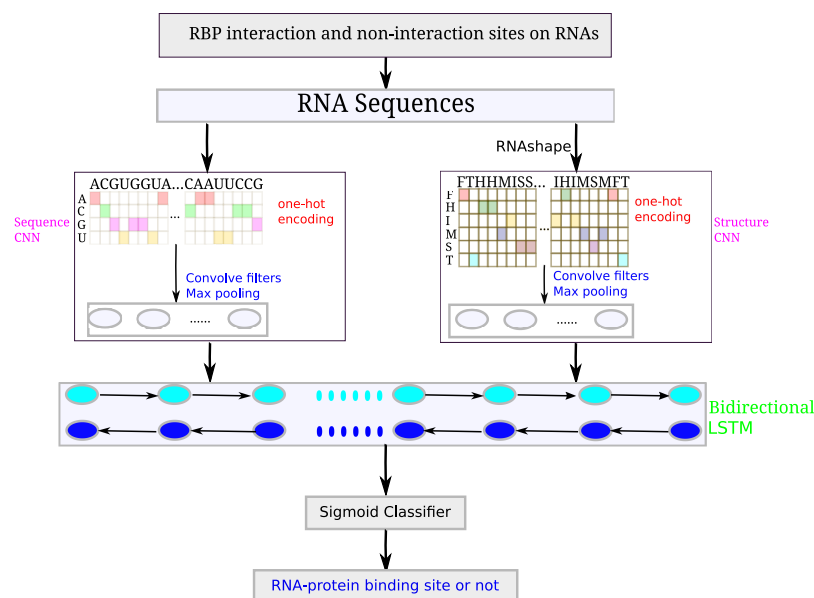 RBP interaction and non-interaction sites on RNAs
RNA Sequences
RNAshape
Sequence
CNN
ACGUGGUA...CAAUUCCG
A
C
G
U
...
one-hot
encoding
Convolve filters
Max pooling
......
FTHHMISS... IHIMSMFT
F
H
I
M
S
T
...
one-hot
encoding
Structure
CNN
Convolve filters
Max pooling
......
Bidirectional
LSTM
Sigmoid Classifier
RNA-protein binding site or not